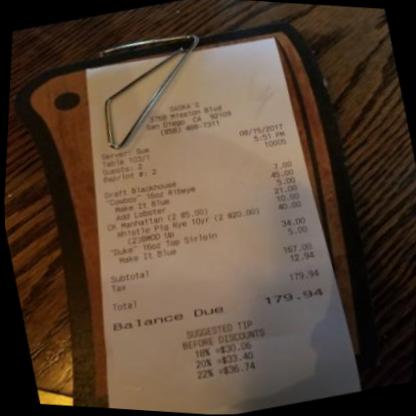 SASKA'S
3768 Mission Blvd
San Diego CA 92109
(858) 488-7311
Server: Sue
08/15/2017
Table 103/1
5:51 PM
Guests: 2
10005
Reprint #: 2
Draft Blackhouse 7.00
"Cowboy" 16oz Ribeye 45.00
Make It Blue 5.00
Add Lobster 21.00
OK Manhattan (2 @5.00) 10.00
Whistle Pig Rye 10yr (2 @20.00) 40.00
(2)BMOD Up
"Duke" 16oz Top Sirloin 34.00
Make It Blue 5.00
Subtotal 167.00
Tax 12.94
Total 179.94
Balance Due 179.94
SUGGESTED TIP
BEFORE DISCOUNTS
18% =$30.06
20% =$33.40
22% =$36.74